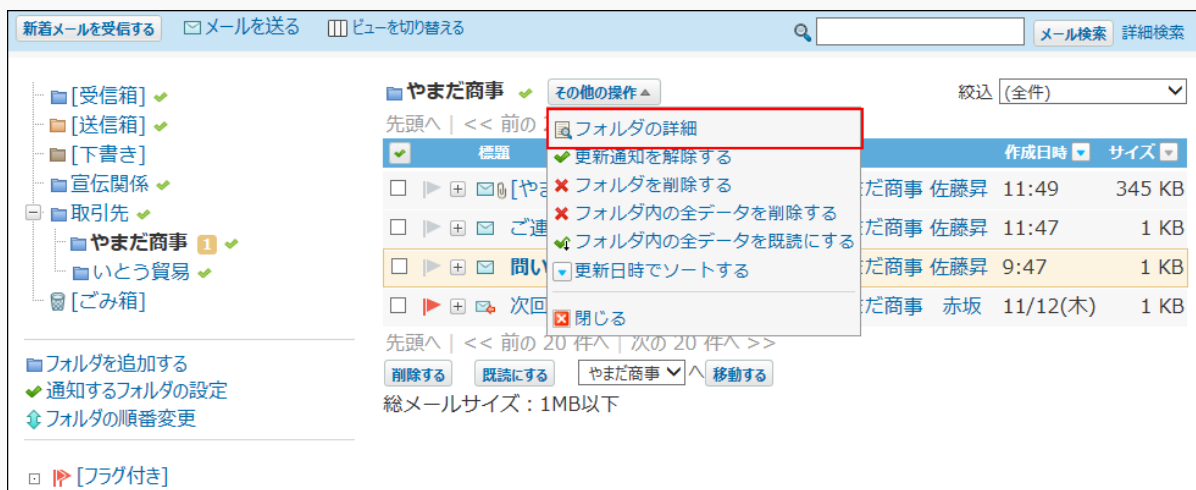 新着メールを受信する メールを送る ビューを切り替える メール検索 詳細検索
[受信箱]
[送信箱]
[下書き]
宣伝関係
取引先
やまだ商事 1
いとう貿易
[ごみ箱]
フォルダを追加する
通知するフォルダの設定
フォルダの順番変更
[フラグ付き]
やまだ商事 その他の操作▲ 絞込 (全件)
先頭へ | << 前の 2
フォルダの詳細
更新通知を解除する
フォルダを削除する
フォルダ内の全データを削除する
フォルダ内の全データを既読にする
更新日時でソートする
閉じる
標題 作成日時 サイズ
[やま だ商事 佐藤昇 11:49 345 KB
ご連 だ商事 佐藤昇 11:47 1 KB
問い だ商事 佐藤昇 9:47 1 KB
次回 だ商事 赤坂 11/12(木) 1 KB
先頭へ | << 前の 20 件へ | 次の 20 件へ >>
削除する 既読にする やまだ商事 へ 移動する
総メールサイズ：1MB以下